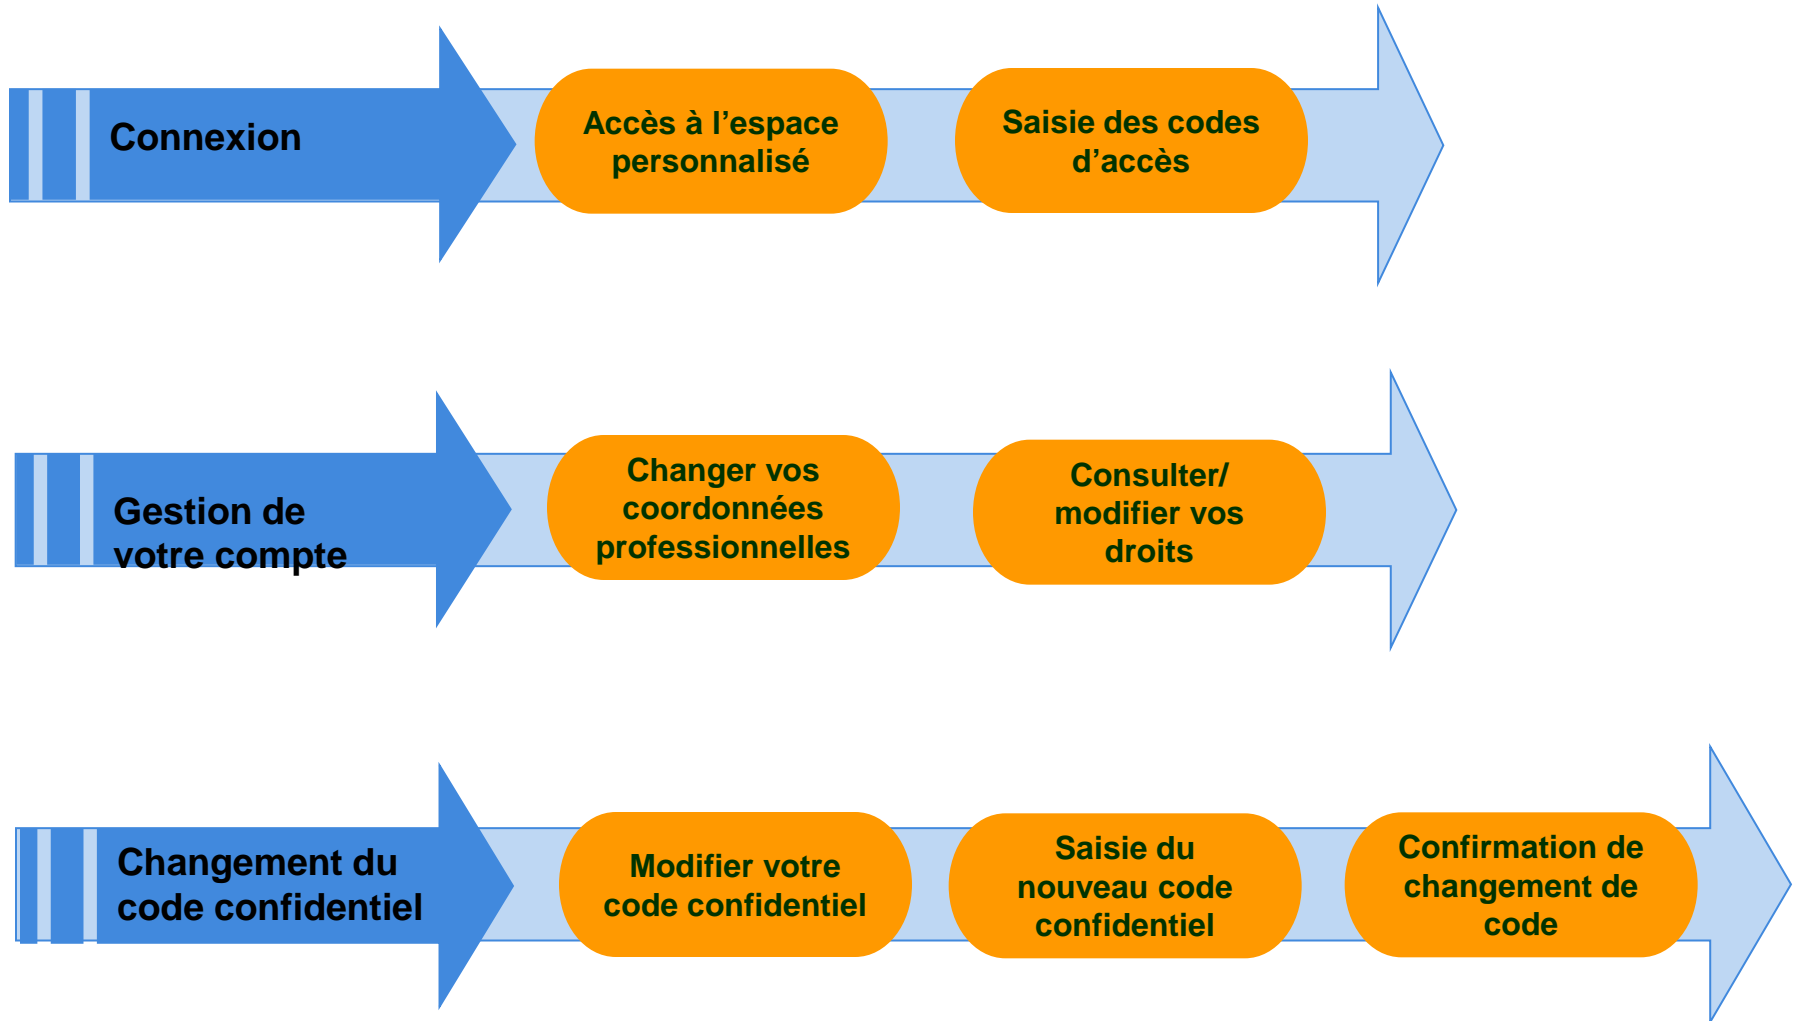 Connexion
Accès à l’espace
personnalisé
Saisie des codes
d’accès
Gestion de
votre compte
Changer vos
coordonnées
professionnelles
Consulter/
modifier vos
droits
Changement du
code confidentiel
Modifier votre
code confidentiel
Saisie du
nouveau code
confidentiel
Confirmation de
changement de
code